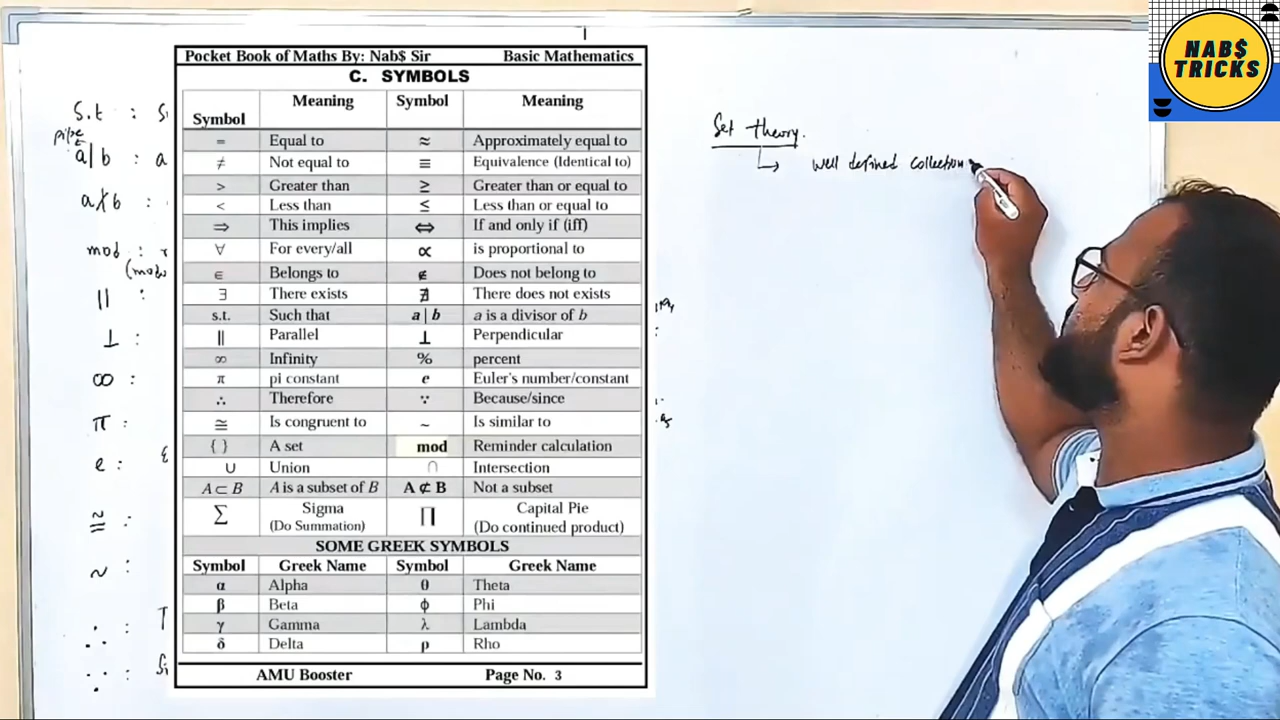 NAB$
TRICKS
Pocket Book of Maths By: Nab$ Sir Basic Mathematics
C. SYMBOLS
Symbol Meaning Symbol Meaning
= Equal to ≈ Approximately equal to
≠ Not equal to ≡ Equivalence (Identical to)
> Greater than ≥ Greater than or equal to
< Less than ≤ Less than or equal to
⇒ This implies ⇔ If and only if (iff)
∀ For every/all ∝ is proportional to
∈ Belongs to ∉ Does not belong to
∃ There exists ∄ There does not exists
s.t. Such that a | b a is a divisor of b
|| Parallel ⊥ Perpendicular
∞ Infinity % percent
π pi constant e Euler's number/constant
∴ Therefore ∵ Because/since
≅ Is congruent to ~ Is similar to
{ } A set mod Reminder calculation
∪ Union ∩ Intersection
A ⊂ B A is a subset of B A ⊄ B Not a subset
∑ Sigma (Do Summation) ∏ Capital Pie (Do continued product)
SOME GREEK SYMBOLS
Symbol Greek Name Symbol Greek Name
α Alpha θ Theta
β Beta ϕ Phi
γ Gamma λ Lambda
δ Delta ρ Rho
AMU Booster Page No. 3
S.t :
pipe
a|b : a
a∤b :
mod :
|| :
⊥ :
∞ :
π :
e :
≅ :
~ :
∴ :
∵ :
Set theory.
↳ Well defined Collection